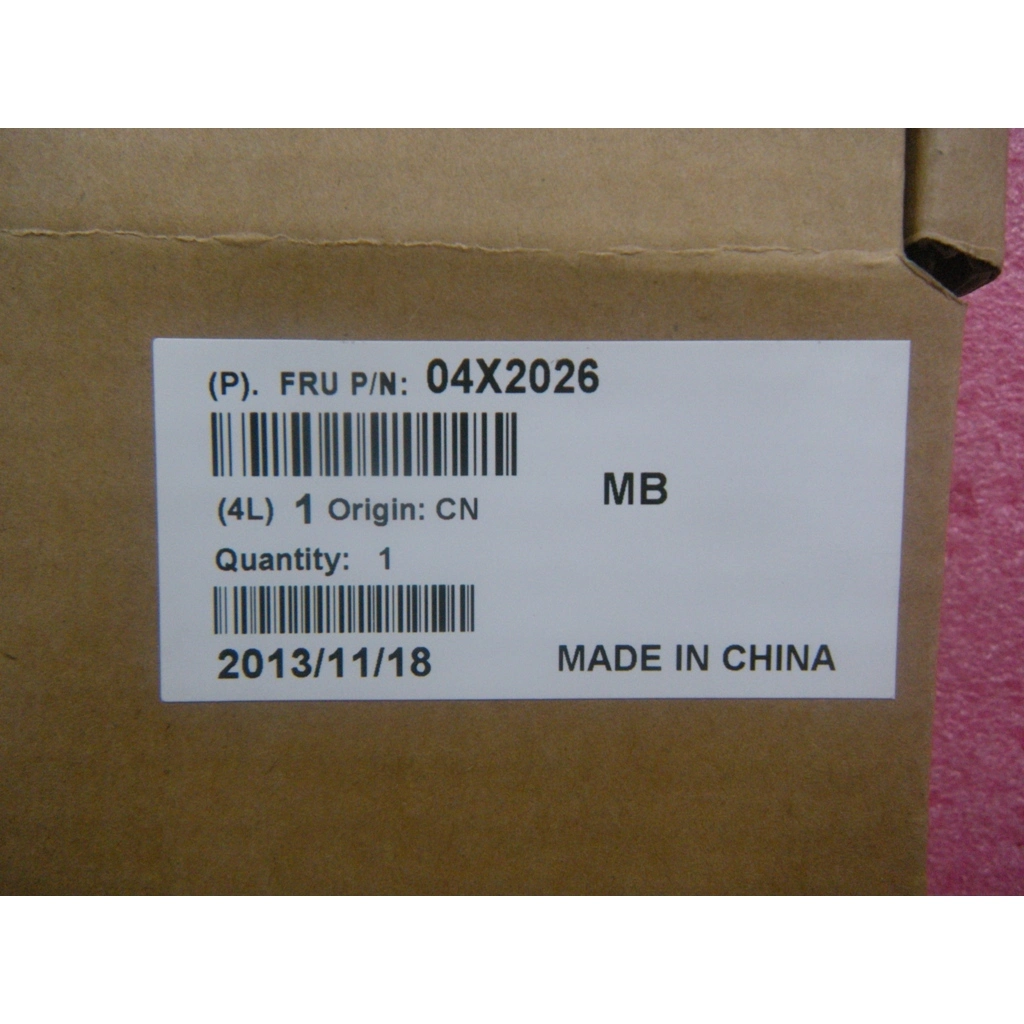 (P). FRU P/N: 04X2026
MB
(4L) 1 Origin: CN
Quantity: 1
2013/11/18
MADE IN CHINA